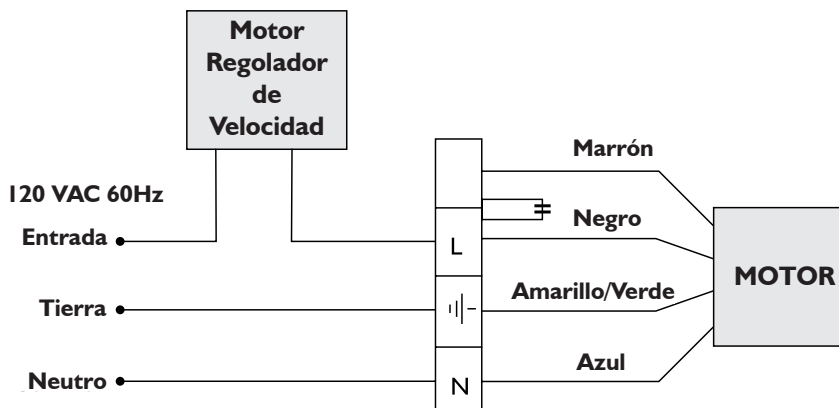 Motor
Regolador
de
Velocidad
Marrón
120 VAC 60Hz
Entrada
L
Negro
MOTOR
Tierra
Amarillo/Verde
Neutro
N
Azul